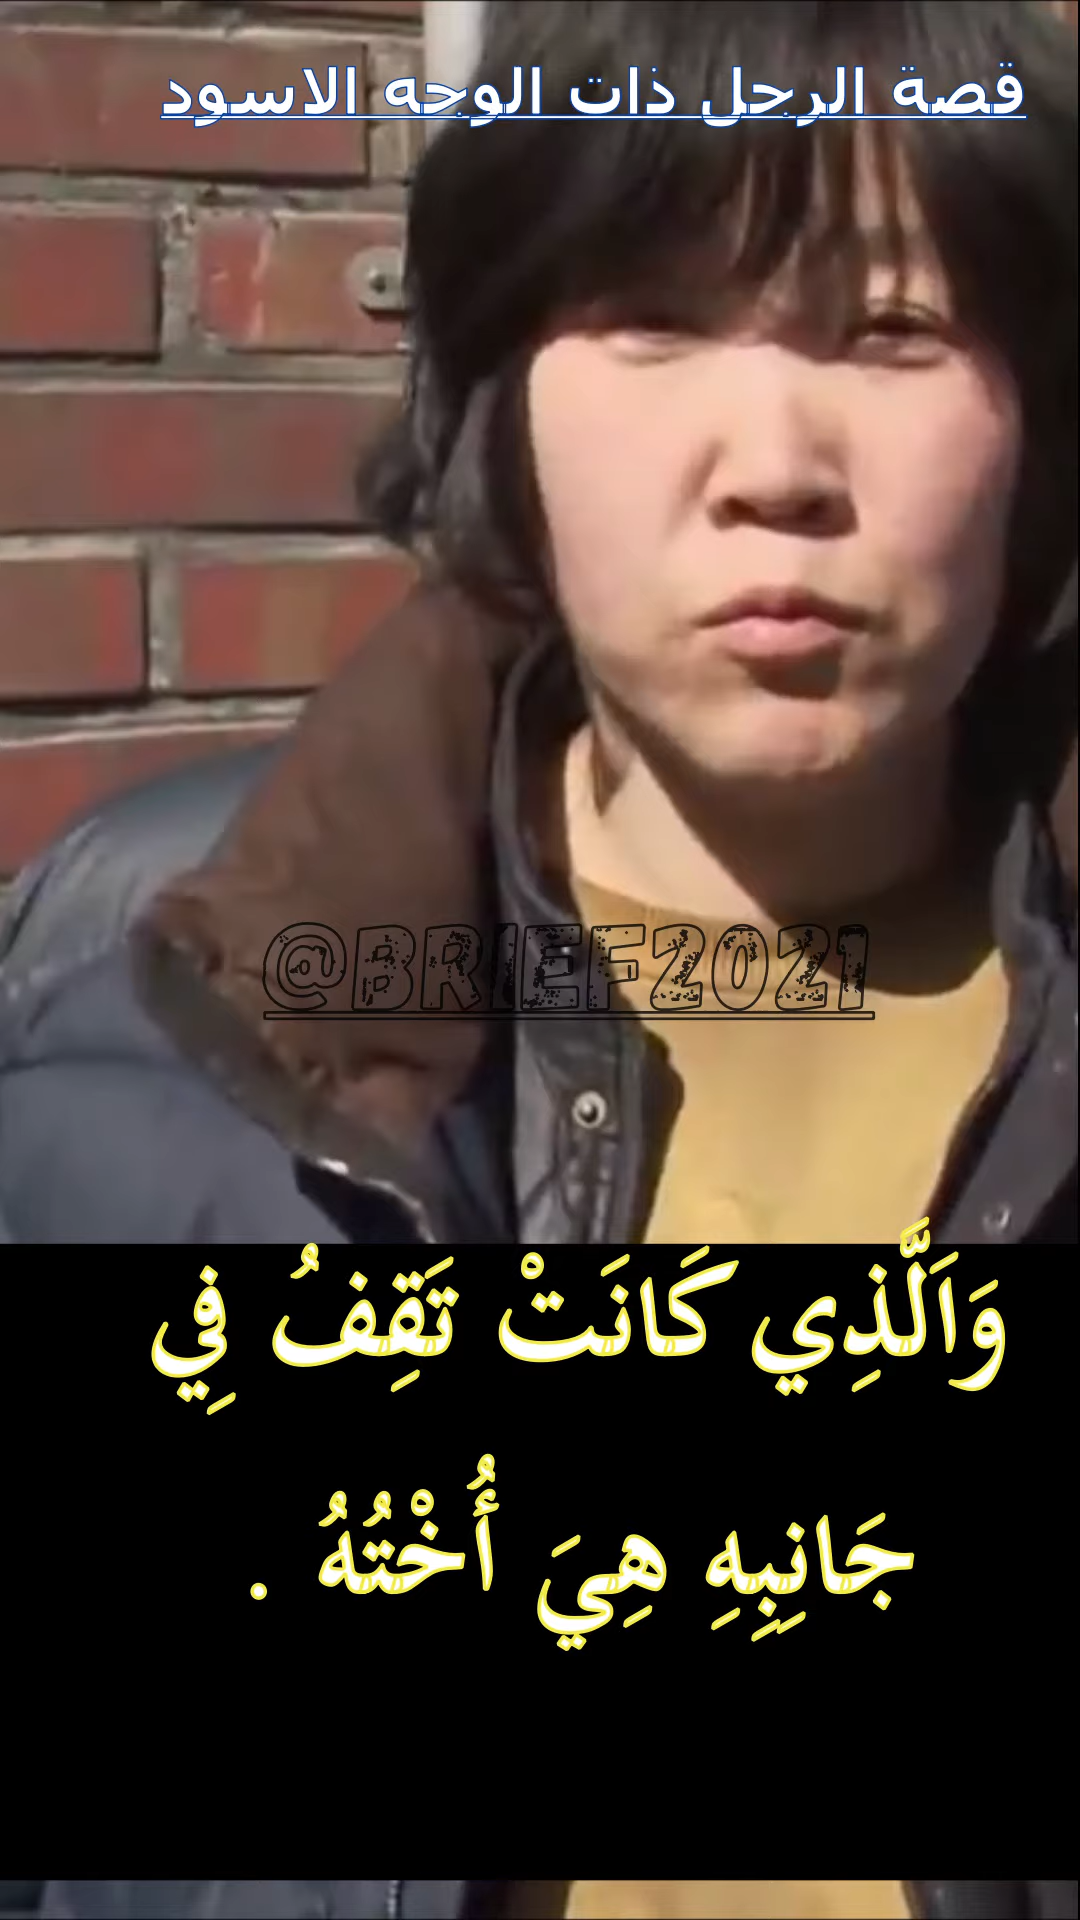 قصة الرجل ذات الوجه الاسود
@BRIEF2021
وَاَلَّذِي كَانَتْ تَقِفُ فِي
جَانِبِهِ هِيَ أُخْتُهُ .